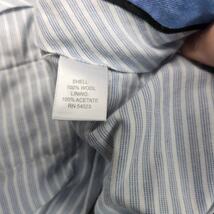 SHELL:
100% WOOL
LINING:
100% ACETATE
RN 54023